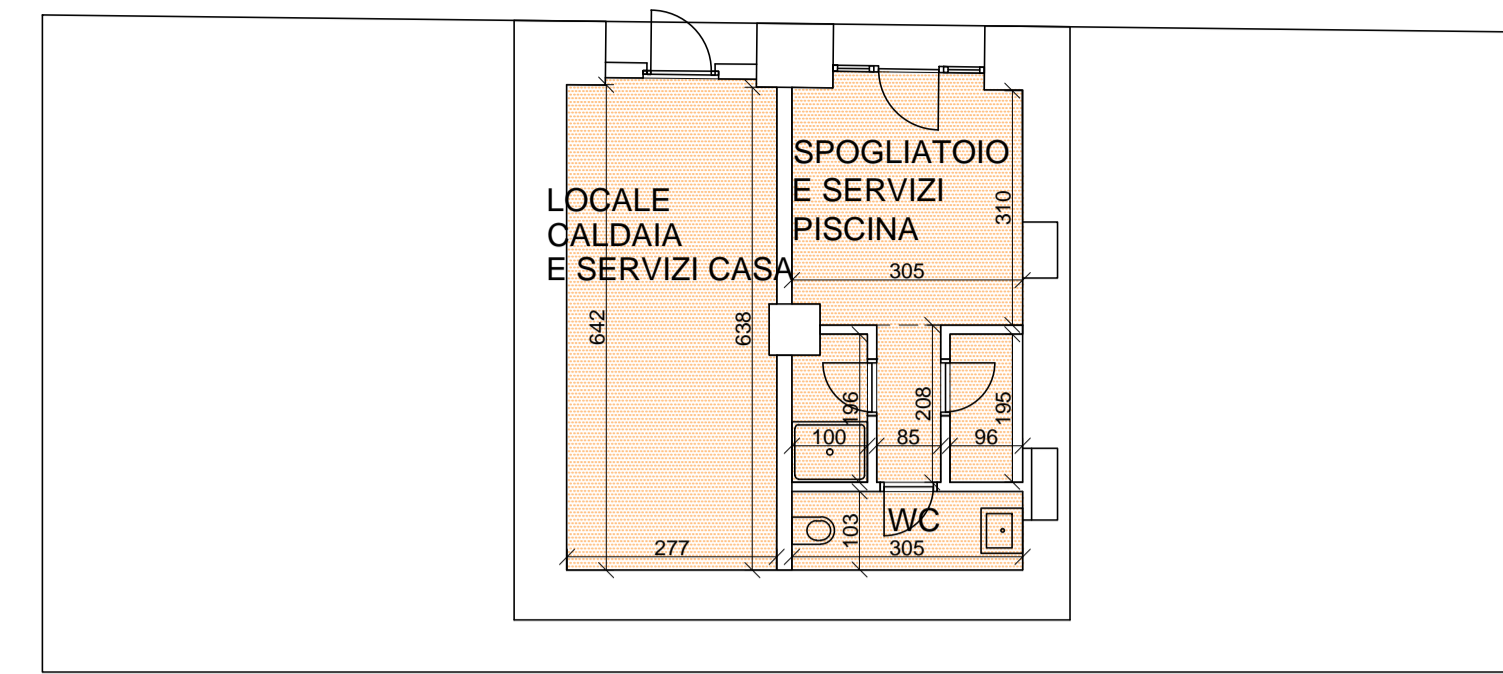 LOCALE
CALDAIA
E SERVIZI CASA
SPOGLIATOIO
E SERVIZI
PISCINA
310
305
642
638
196
208
195
100
85
96
WC
103
277
305